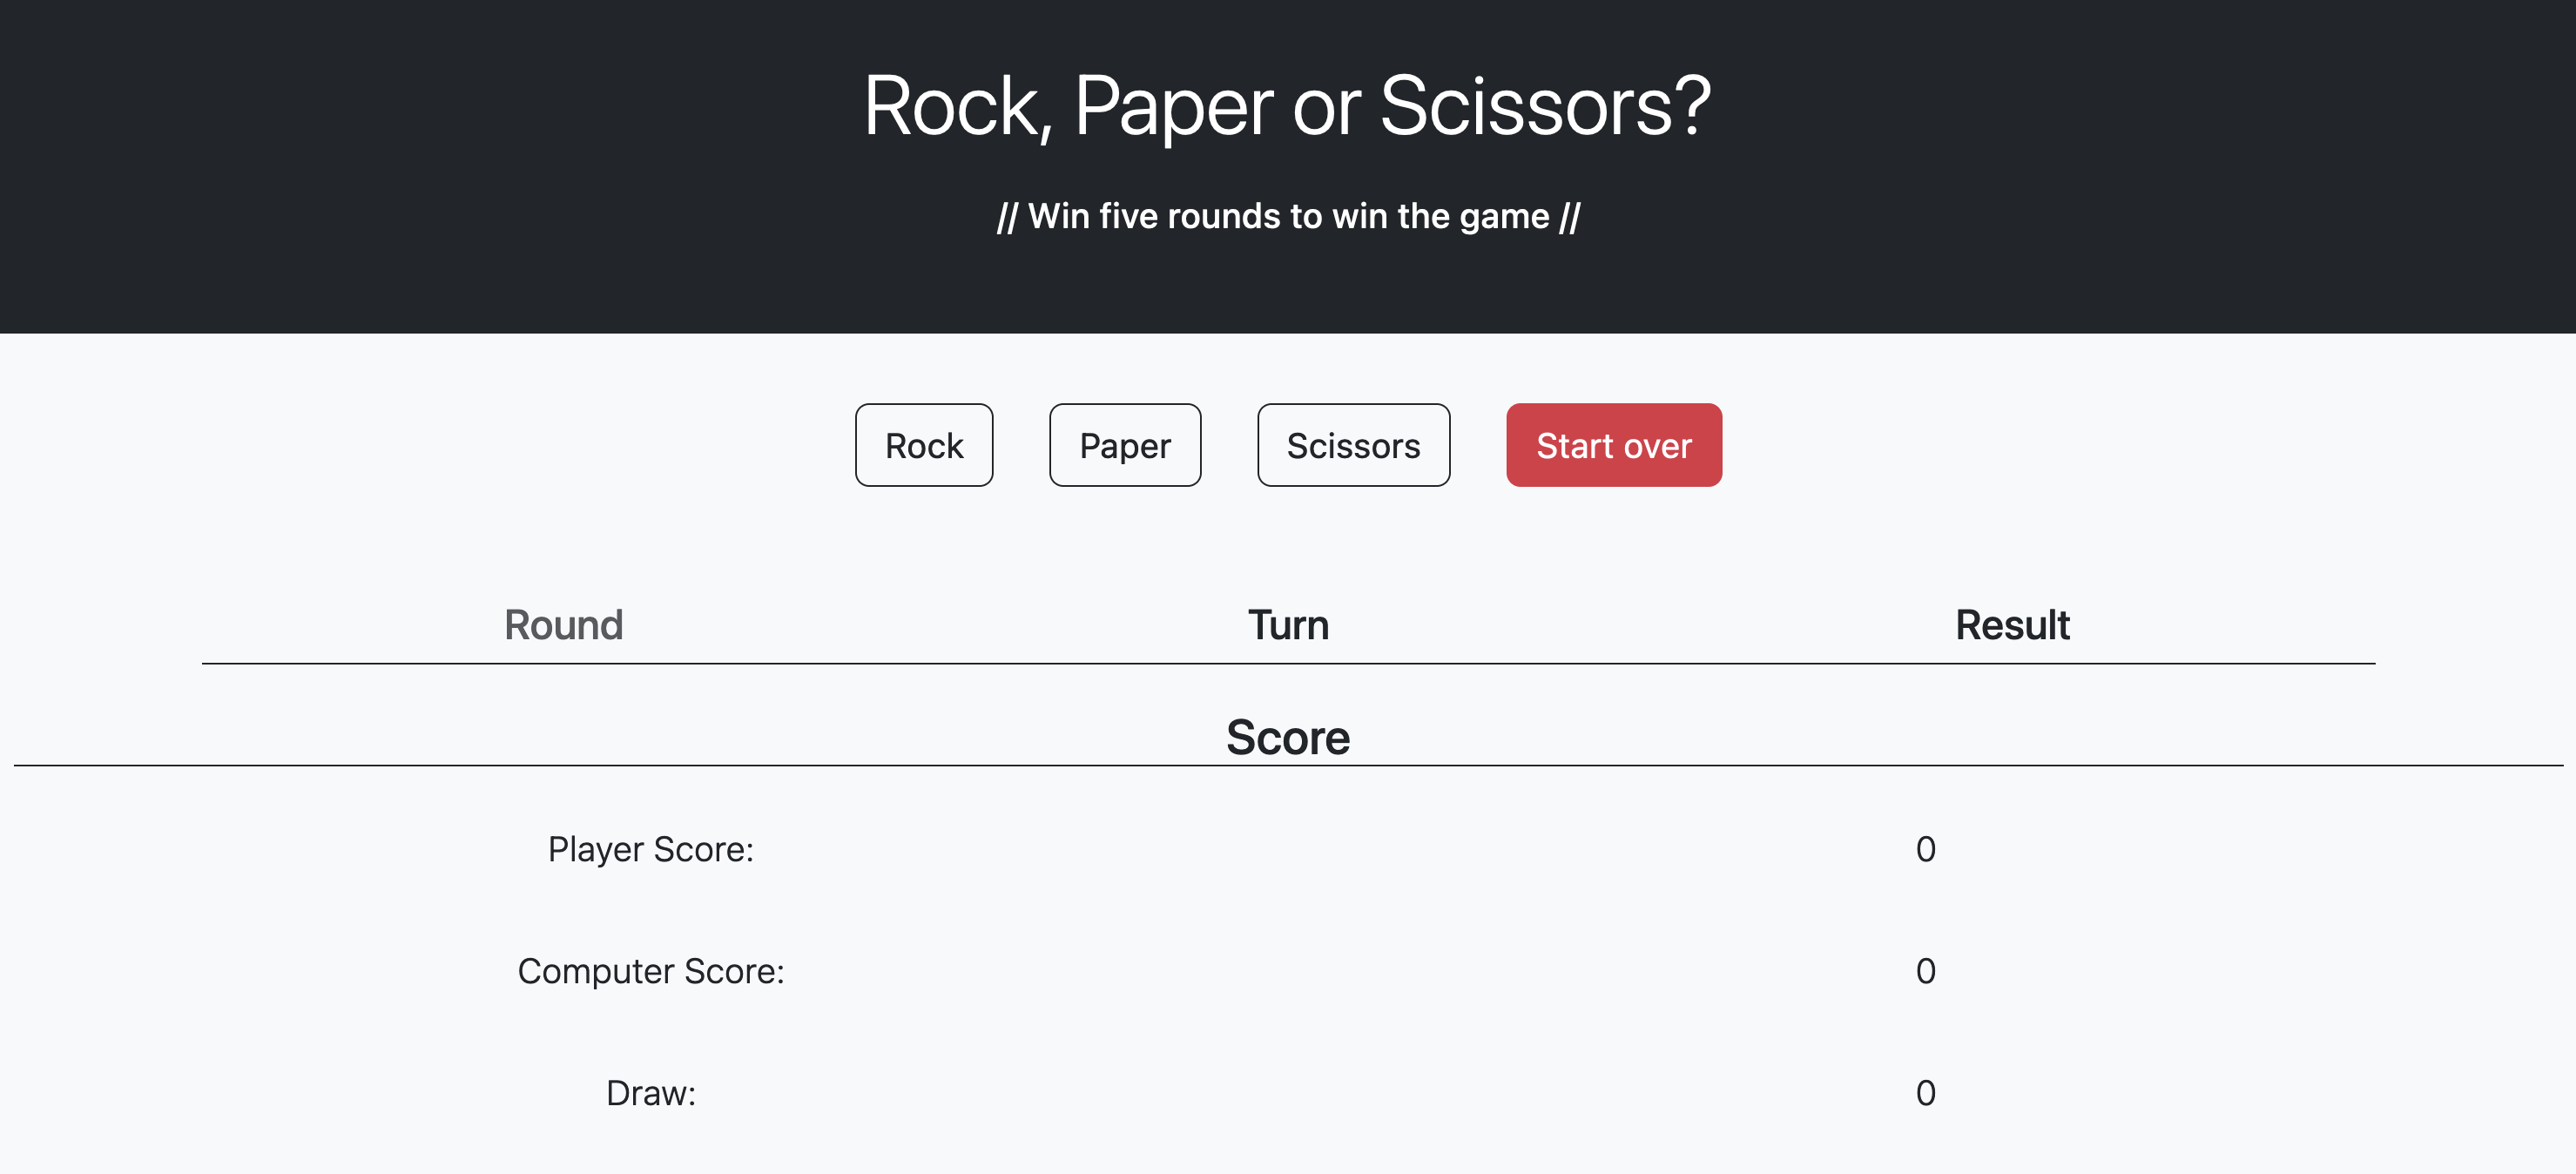 Rock, Paper or Scissors?
// Win five rounds to win the game //
Rock Paper Scissors Start over
Round Turn Result
Score
Player Score: 0
Computer Score: 0
Draw: 0